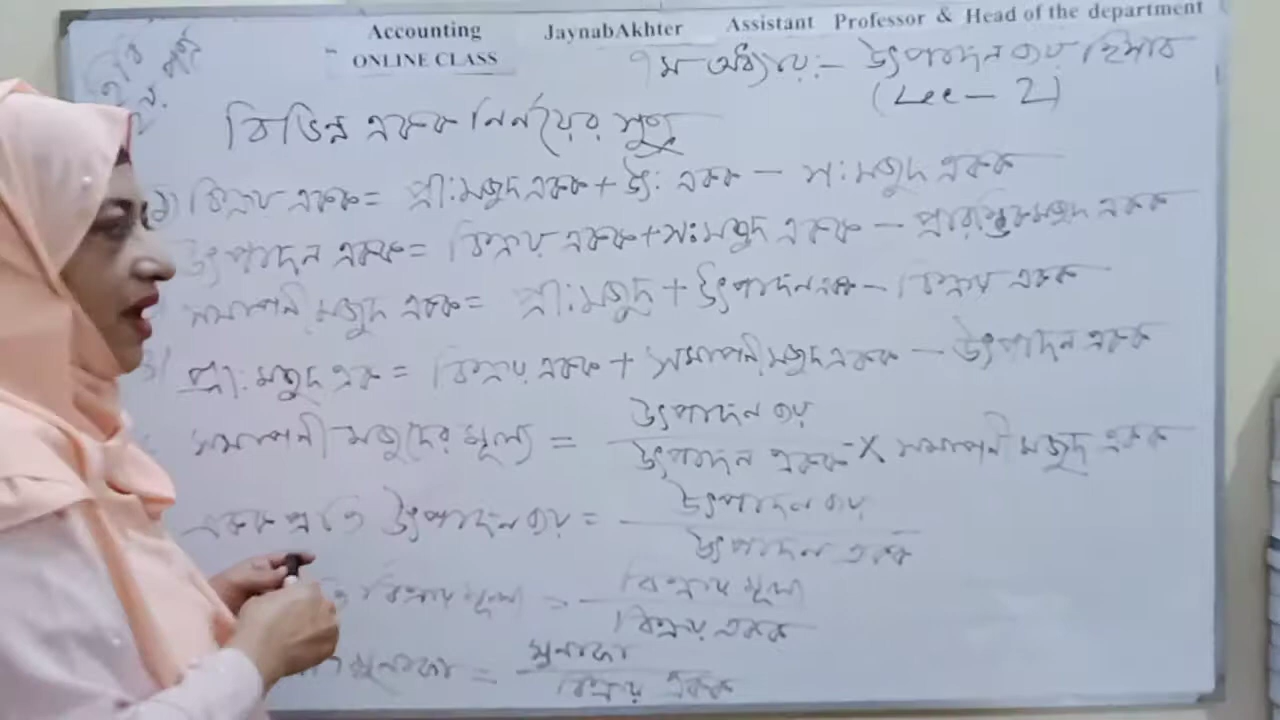 Accounting JaynabAkhter Assistant Professor & Head of the department
ONLINE CLASS
৭ম অধ্যায়:- উৎপাদন ব্যয় হিসাব
(Lec - 2)
বিভিন্ন একক নির্ণয়ের সূত্র
১) বিক্রয় একক = প্রা: মজুদ একক + উৎ: একক - স: মজুদ একক
উৎপাদন একক = বিক্রয় একক + স: মজুদ একক - প্রারম্ভিক মজুদ একক
সমাপনী মজুদ একক = প্রা: মজুদ + উৎপাদন একক - বিক্রয় একক
প্রা: মজুদ একক = বিক্রয় একক + সমাপনী মজুদ একক - উৎপাদন একক
সমাপনী মজুদের মূল্য = উৎপাদন ব্যয় / উৎপাদন একক × সমাপনী মজুদ একক
একক প্রতি উৎপাদন ব্যয় = উৎপাদন ব্যয় / উৎপাদন একক
তি বিক্রয় মূল্য = বিক্রয় মূল্য / বিক্রয় একক
মুনাফা = মুনাফা / বিক্রয় একক